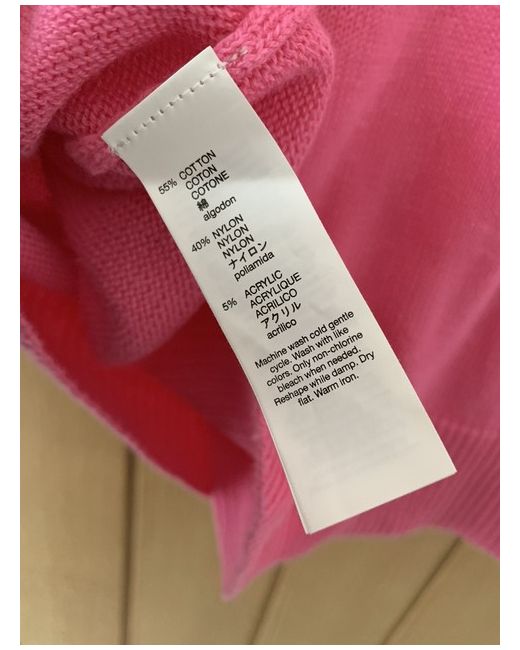 55% COTTON
COTON
COTONE
綿
algodon
40% NYLON
NYLON
NYLON
ナイロン
poliamida
5% ACRYLIC
ACRYLIQUE
ACRILICO
アクリル
acrilico
Machine wash cold gentle
cycle. Wash with like
colors. Only non-chlorine
bleach when needed.
Reshape while damp. Dry
flat. Warm iron.